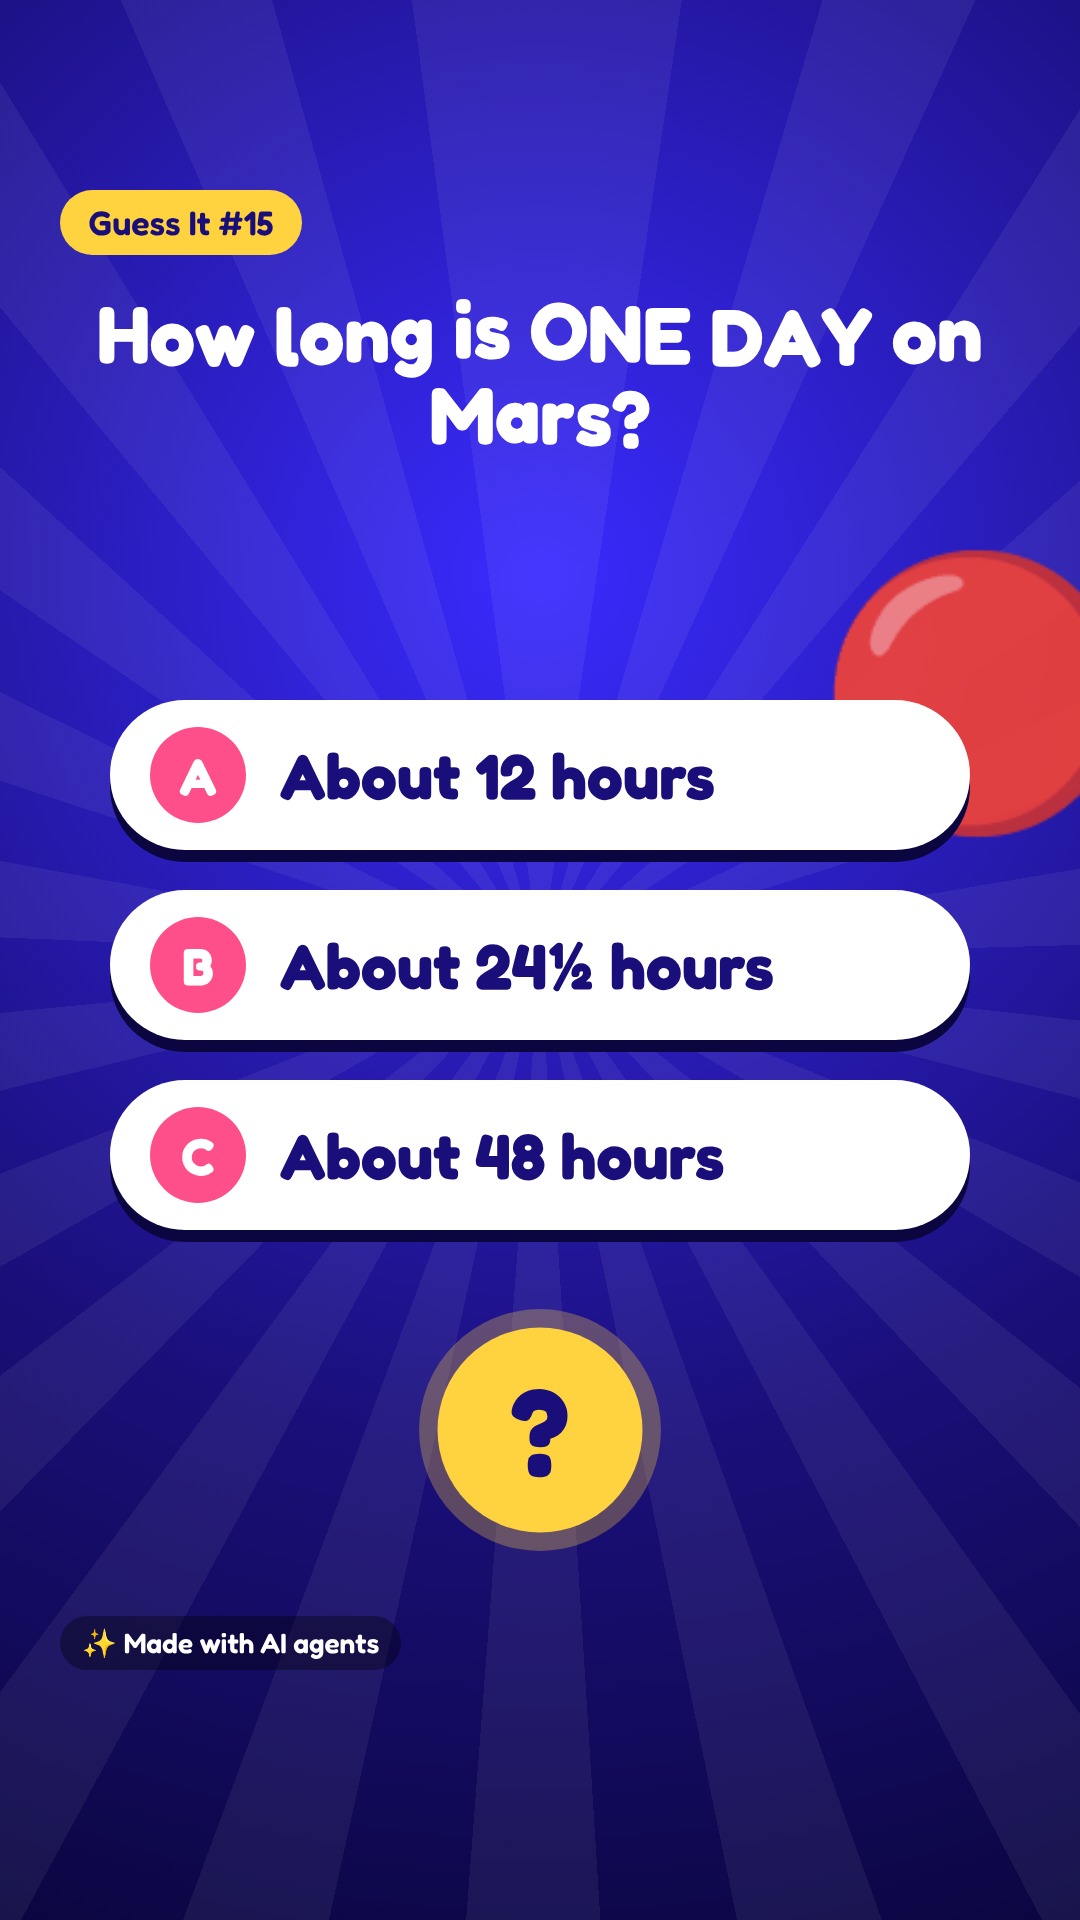 Guess It #15
How long is ONE DAY on
Mars?
A About 12 hours
B About 24½ hours
C About 48 hours
?
✨ Made with AI agents